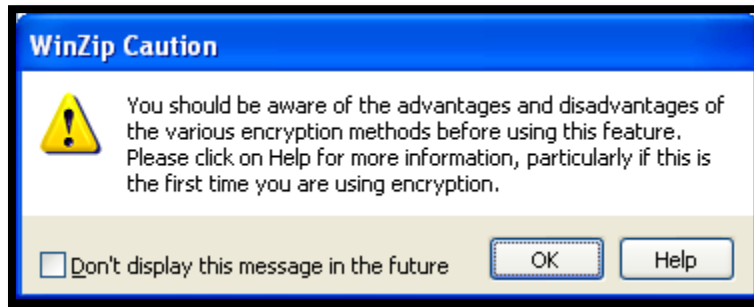 WinZip Caution
You should be aware of the advantages and disadvantages of
the various encryption methods before using this feature.
Please click on Help for more information, particularly if this is
the first time you are using encryption.
Don't display this message in the future
OK
Help